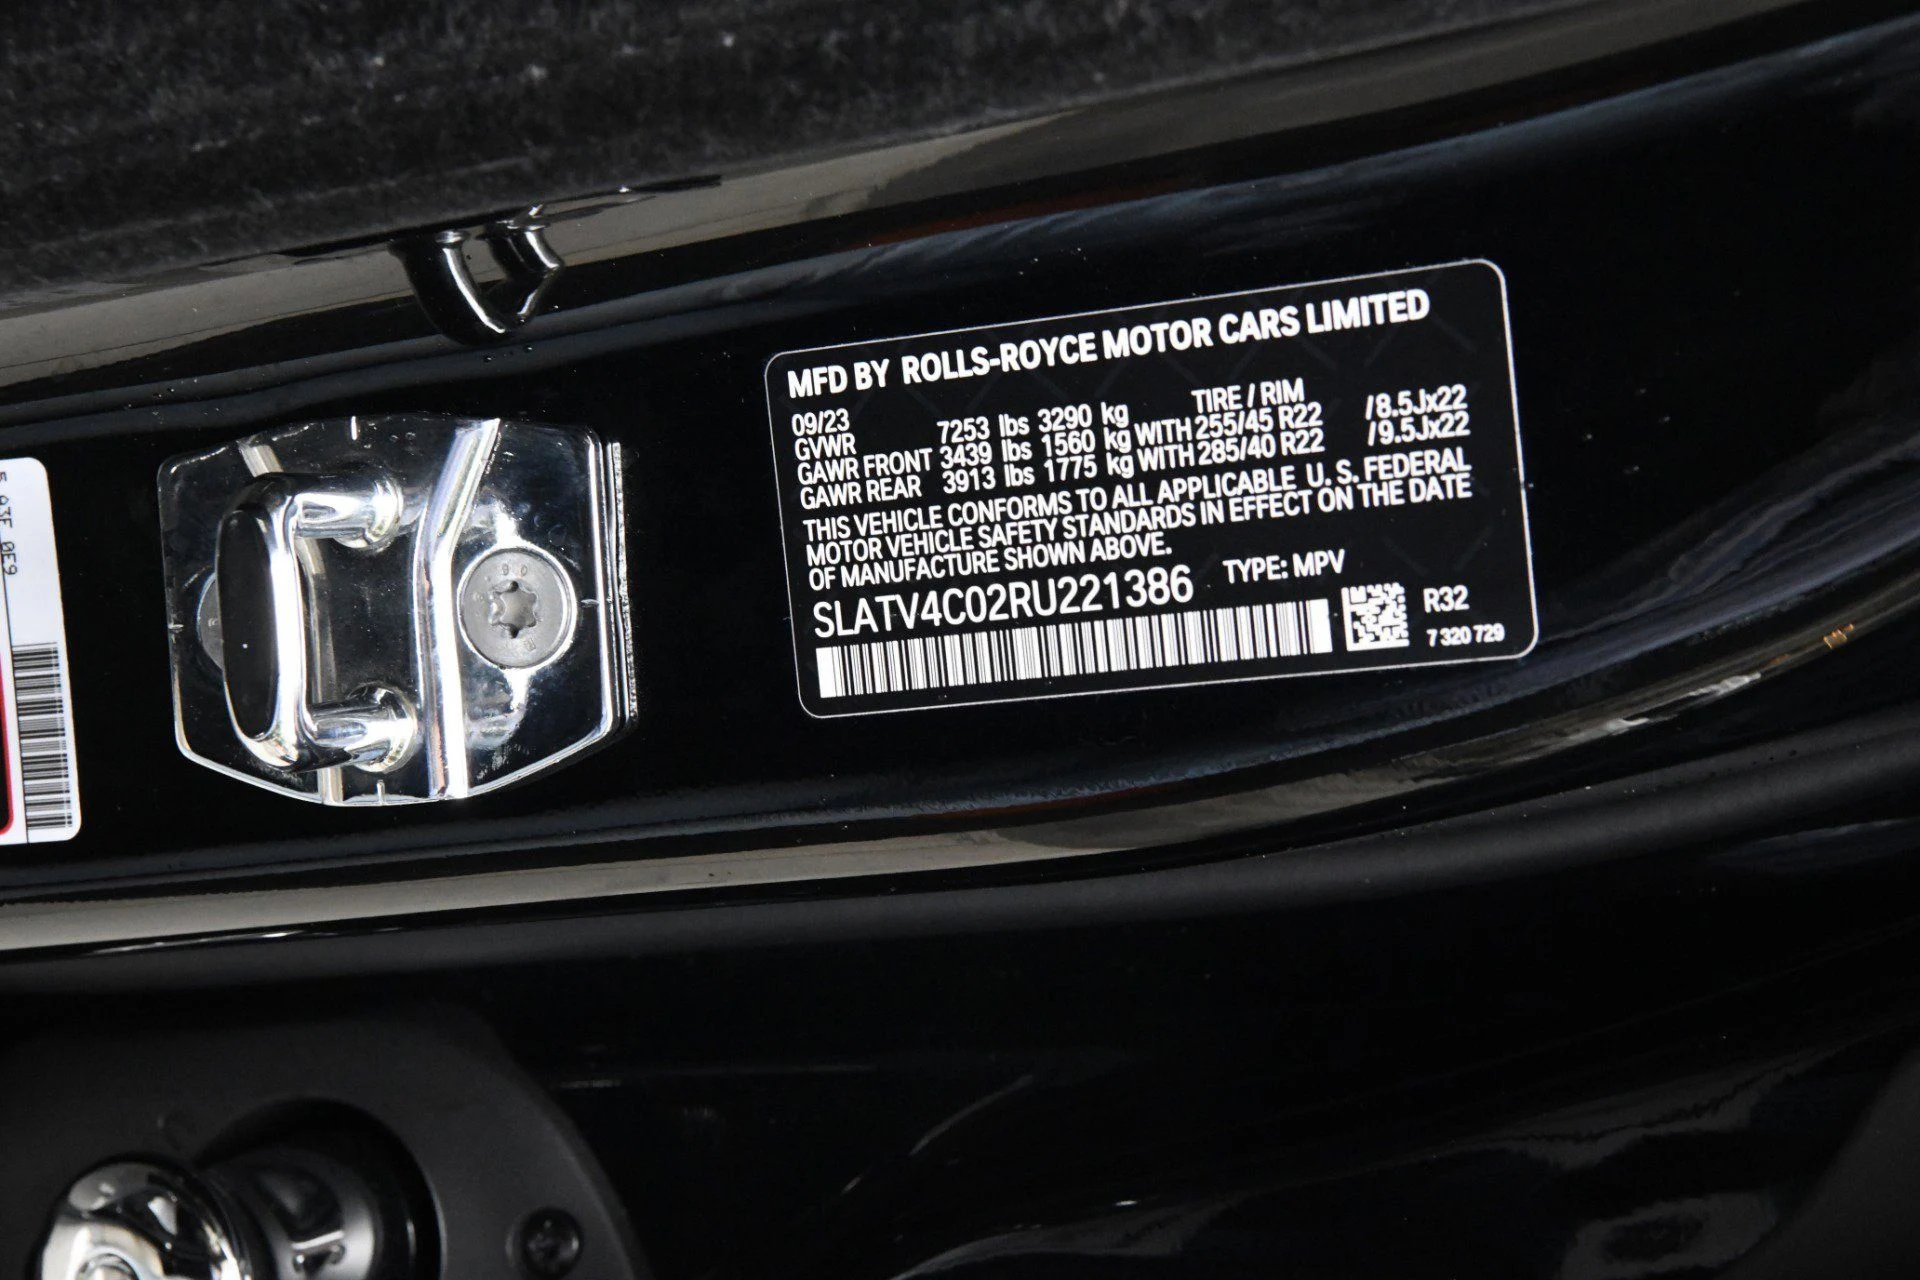 MFD BY ROLLS-ROYCE MOTOR CARS LIMITED
09/23 TIRE / RIM
GVWR 7253 lbs 3290 kg
GAWR FRONT 3439 lbs 1560 kg WITH 255/45 R22 /8.5Jx22
GAWR REAR 3913 lbs 1775 kg WITH 285/40 R22 /9.5Jx22
THIS VEHICLE CONFORMS TO ALL APPLICABLE U. S. FEDERAL
MOTOR VEHICLE SAFETY STANDARDS IN EFFECT ON THE DATE
OF MANUFACTURE SHOWN ABOVE.
SLATV4C02RU221386 TYPE: MPV
R32
7 320 729